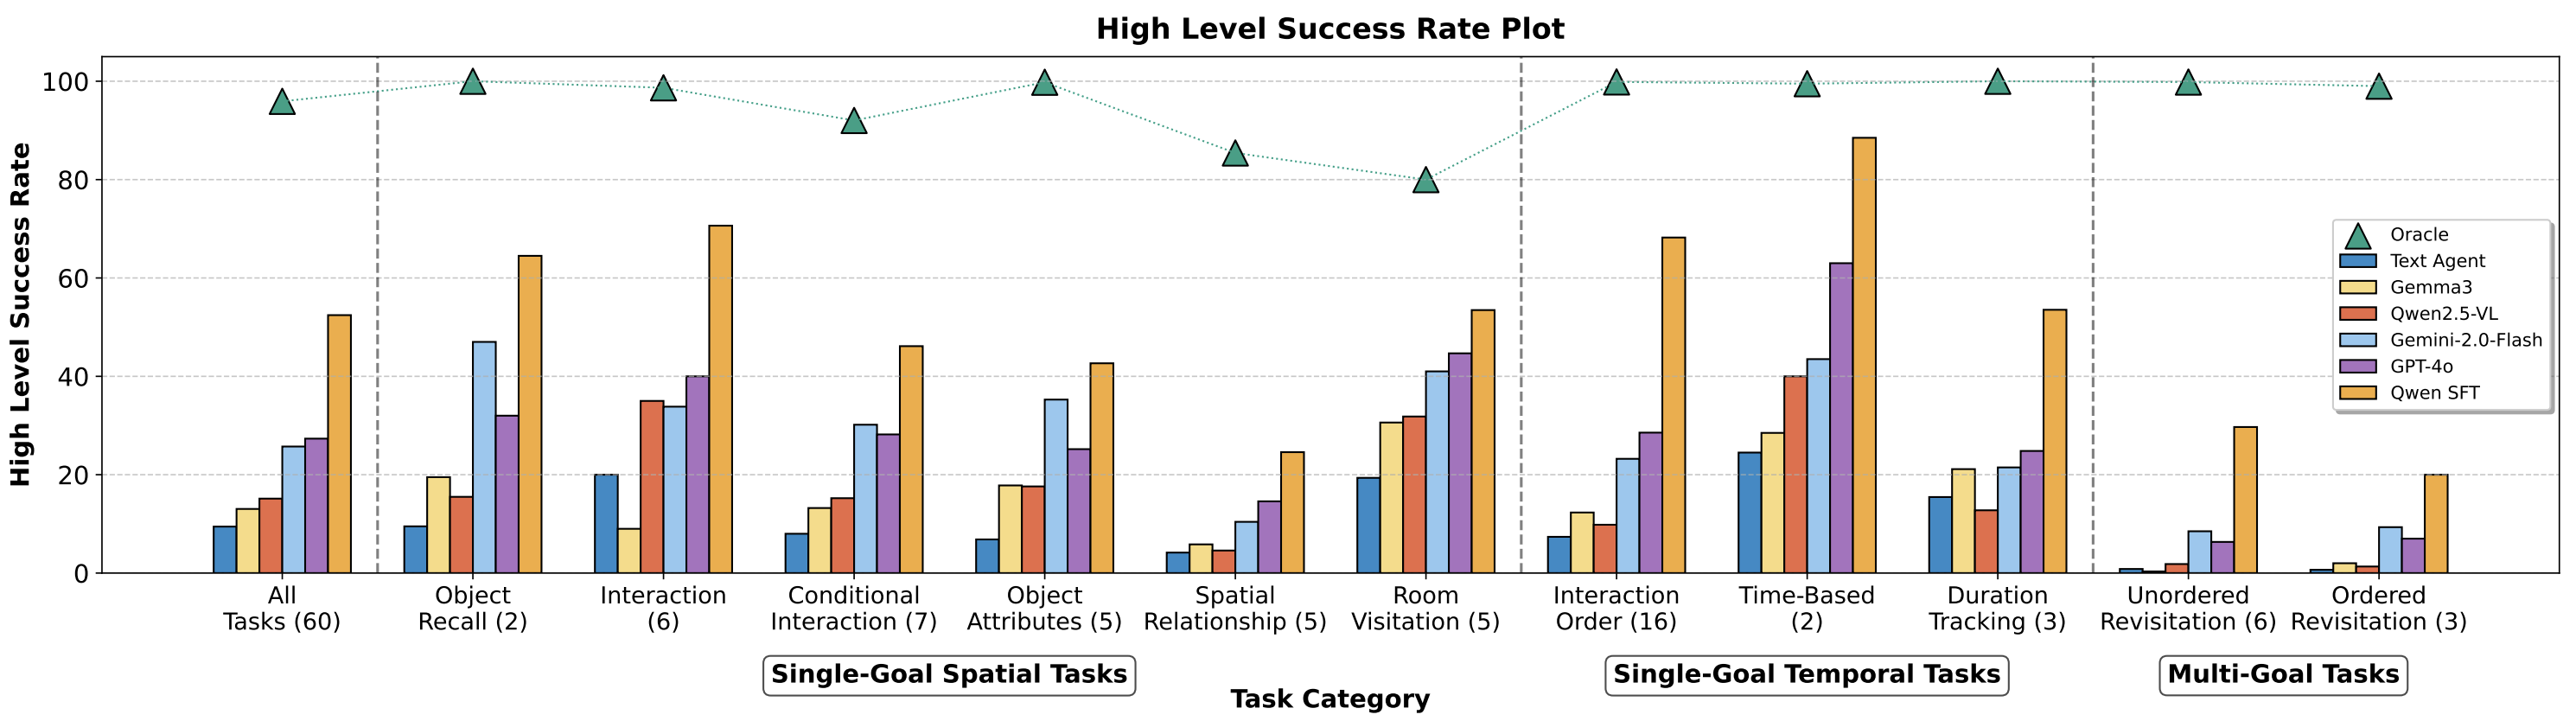 High Level Success Rate Plot
High Level Success Rate
100
80
60
40
20
0
Oracle
Text Agent
Gemma3
Qwen2.5-VL
Gemini-2.0-Flash
GPT-4o
Qwen SFT
All
Tasks (60)
Object
Recall (2)
Interaction
(6)
Conditional
Interaction (7)
Object
Attributes (5)
Spatial
Relationship (5)
Room
Visitation (5)
Interaction
Order (16)
Time-Based
(2)
Duration
Tracking (3)
Unordered
Revisitation (6)
Ordered
Revisitation (3)
Single-Goal Spatial Tasks
Single-Goal Temporal Tasks
Multi-Goal Tasks
Task Category